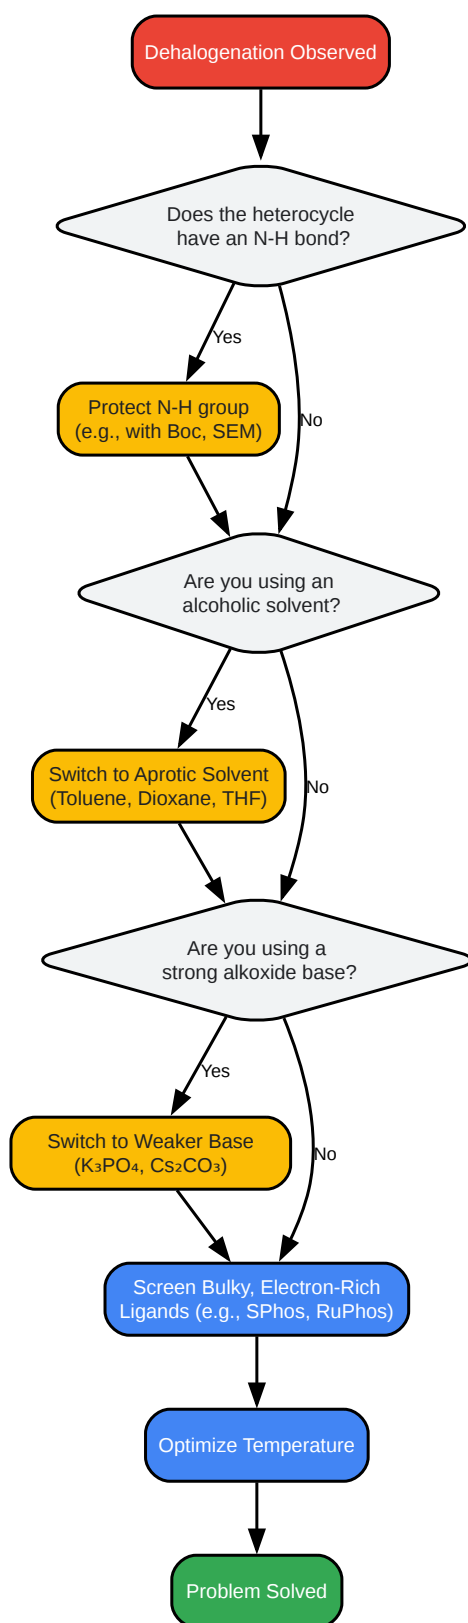 Dehalogenation Observed
Does the heterocycle
have an N-H bond?
Yes
Protect N-H group
(e.g., with Boc, SEM)
No
Are you using an
alcoholic solvent?
Yes
Switch to Aprotic Solvent
(Toluene, Dioxane, THF)
No
Are you using a
strong alkoxide base?
Yes
Switch to Weaker Base
(K₃PO₄, Cs₂CO₃)
No
Screen Bulky, Electron-Rich
Ligands (e.g., SPhos, RuPhos)
Optimize Temperature
Problem Solved